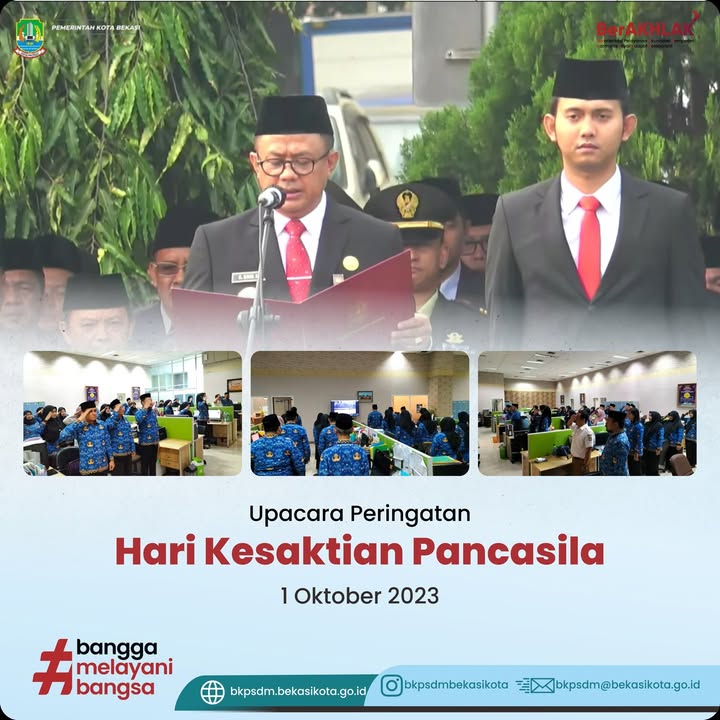 PEMERINTAH KOTA BEKASI
BerAKHLAK
Upacara Peringatan
Hari Kesaktian Pancasila
1 Oktober 2023
#bangga
melayani
bangsa
bkpsdm.bekasikota.go.id
bkpsdmbekasikota
bkpsdm@bekasikota.go.id